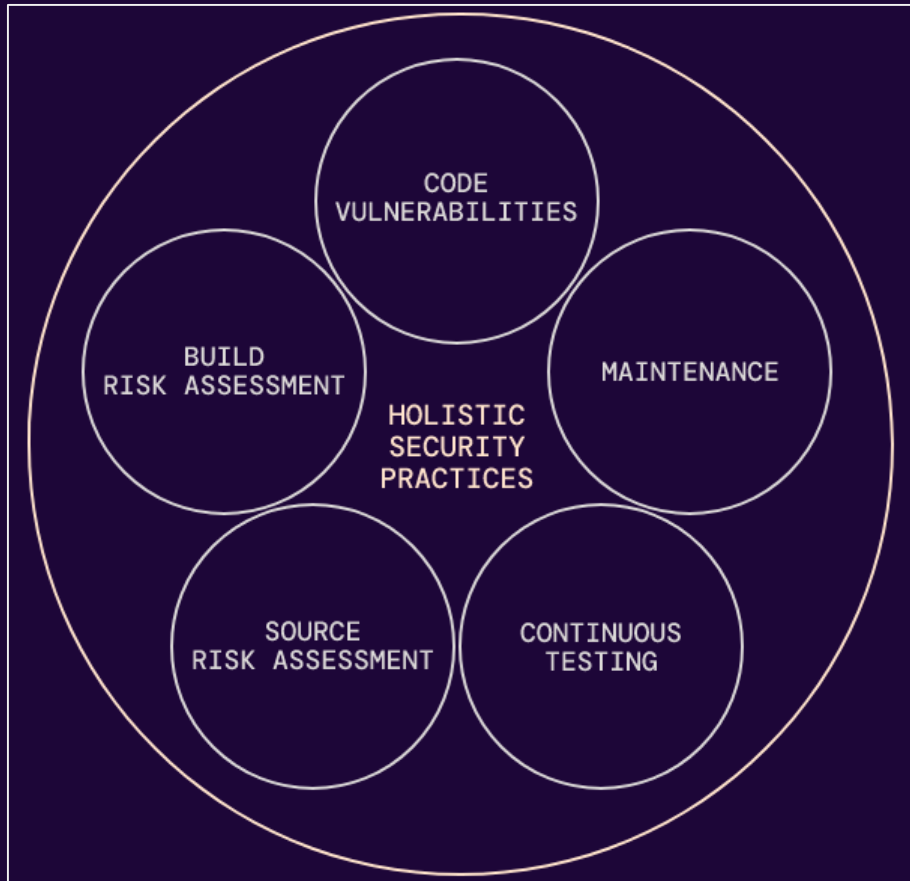 CODE
VULNERABILITIES
BUILD
RISK ASSESSMENT
MAINTENANCE
HOLISTIC
SECURITY
PRACTICES
SOURCE
RISK ASSESSMENT
CONTINUOUS
TESTING